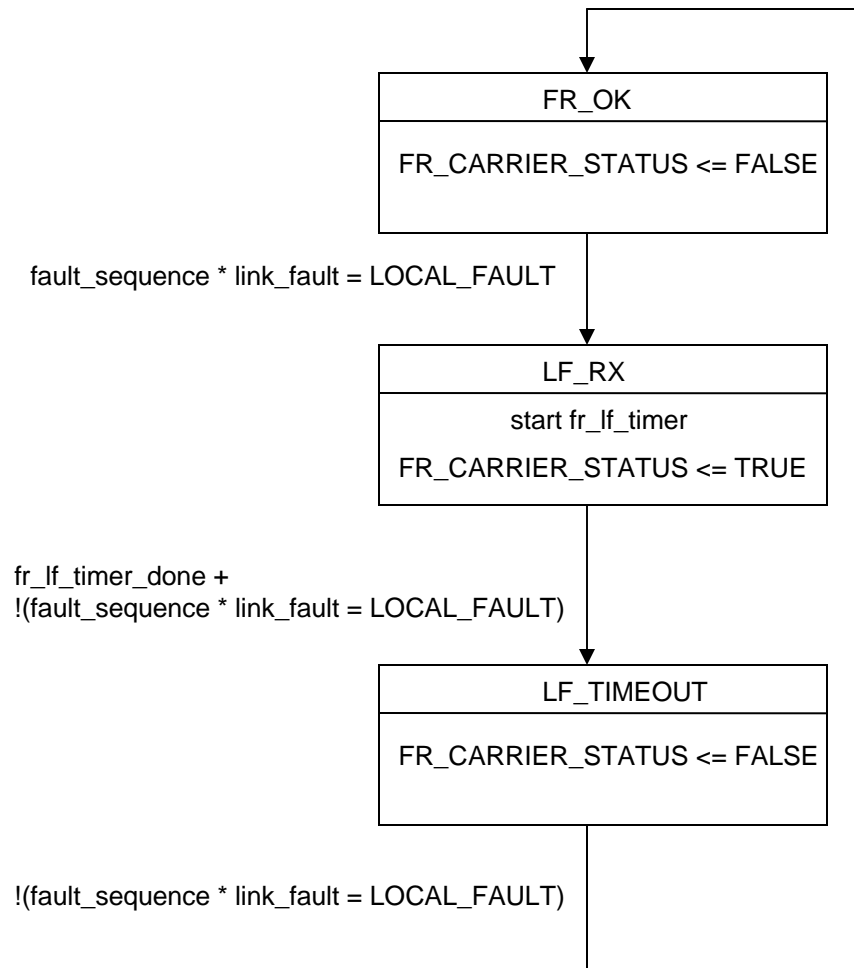 FR_OK
FR_CARRIER_STATUS <= FALSE
fault_sequence * link_fault = LOCAL_FAULT
LF_RX
start fr_lf_timer
FR_CARRIER_STATUS <= TRUE
fr_lf_timer_done +
!(fault_sequence * link_fault = LOCAL_FAULT)
LF_TIMEOUT
FR_CARRIER_STATUS <= FALSE
!(fault_sequence * link_fault = LOCAL_FAULT)